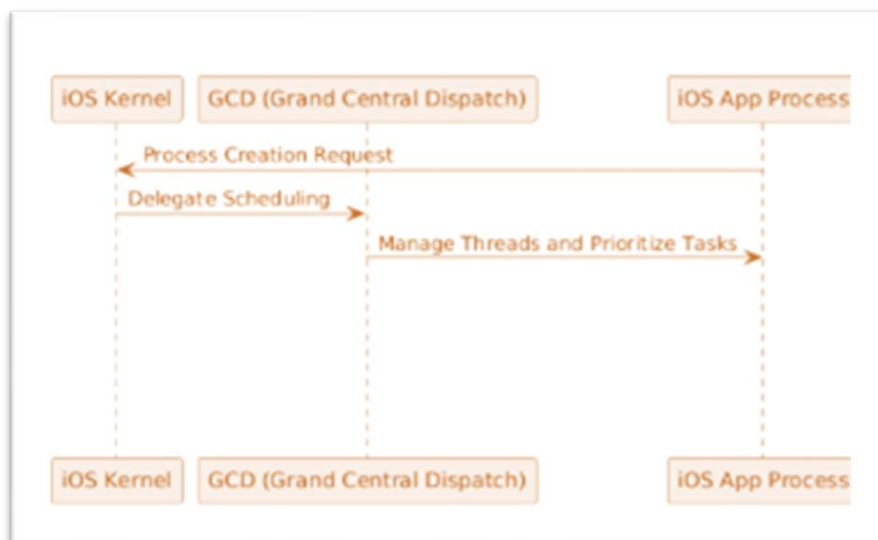 iOS Kernel
GCD (Grand Central Dispatch)
iOS App Process
Process Creation Request
Delegate Scheduling
Manage Threads and Prioritize Tasks
iOS Kernel
GCD (Grand Central Dispatch)
iOS App Process